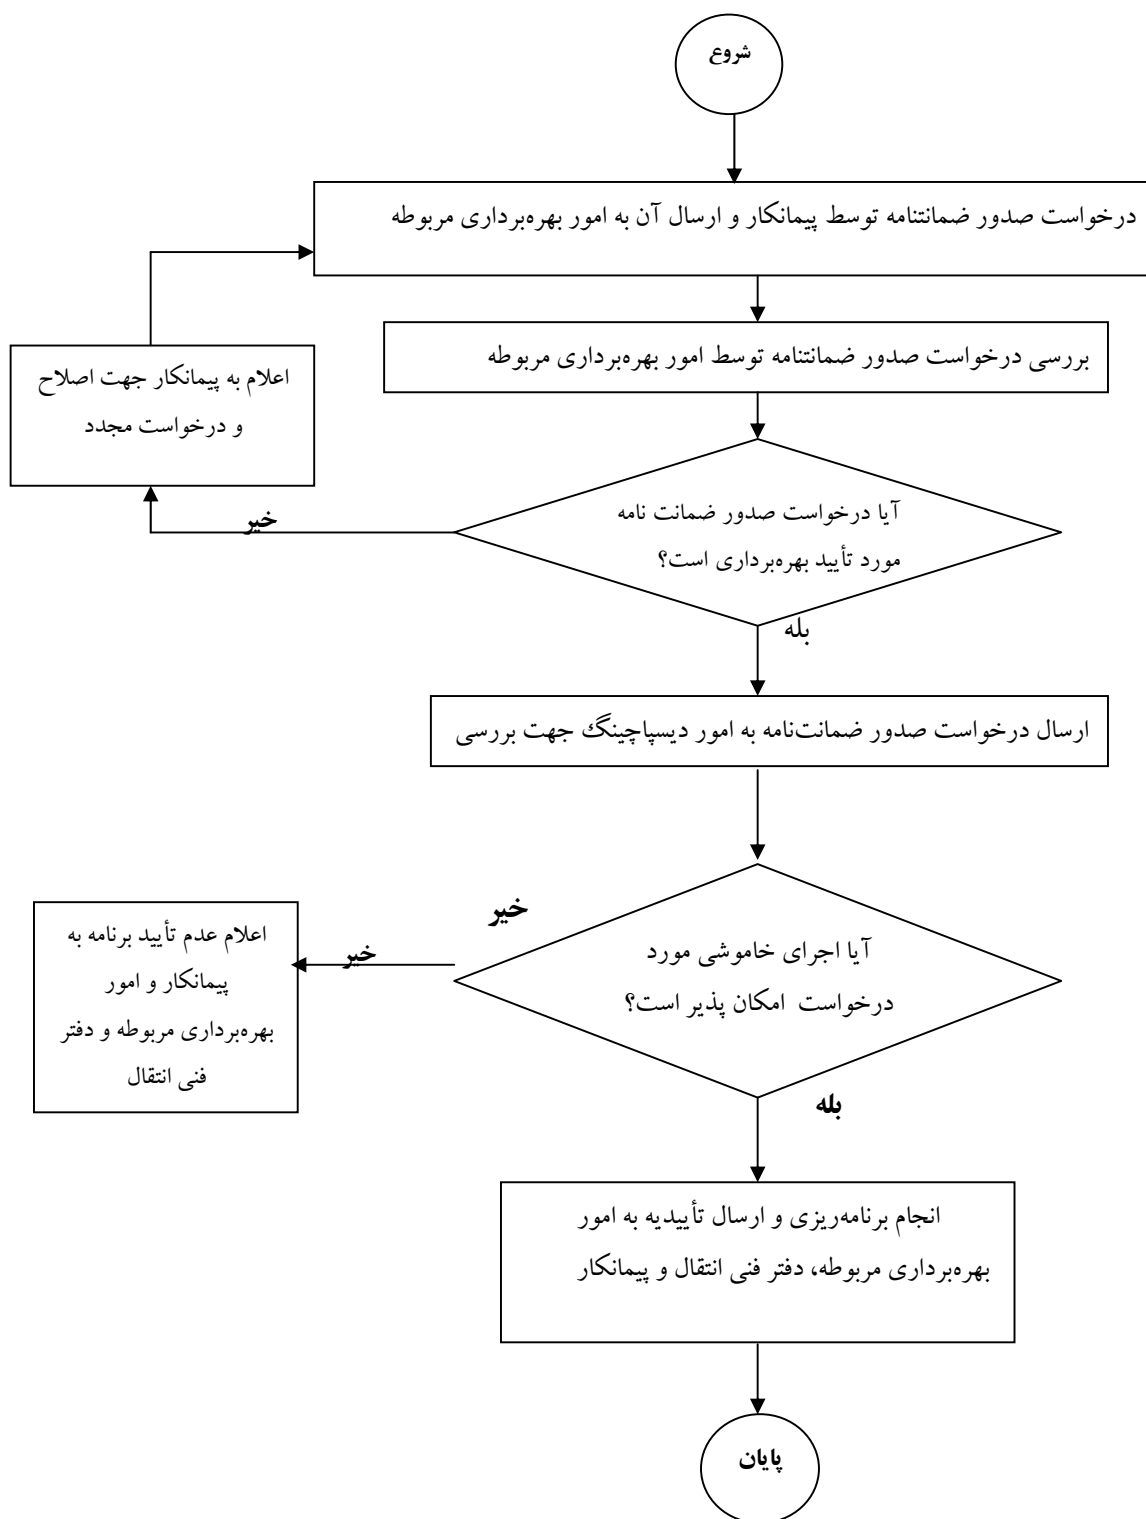 شروع
درخواست صدور ضمانتنامه توسط پیمانکار و ارسال آن به امور بهره‌برداری مربوطه
بررسی درخواست صدور ضمانتنامه توسط امور بهره‌برداری مربوطه
اعلام به پیمانکار جهت اصلاح
و درخواست مجدد
آیا درخواست صدور ضمانت نامه
مورد تأیید بهره‌برداری است؟
خیر
بله
ارسال درخواست صدور ضمانت‌نامه به امور دیسپاچینگ جهت بررسی
خیر
آیا اجرای خاموشی مورد
درخواست امکان پذیر است؟
خیر
اعلام عدم تأیید برنامه به
پیمانکار و امور
بهره‌برداری مربوطه و دفتر
فنی انتقال
بله
انجام برنامه‌ریزی و ارسال تأییدیه به امور
بهره‌برداری مربوطه، دفتر فنی انتقال و پیمانکار
پایان